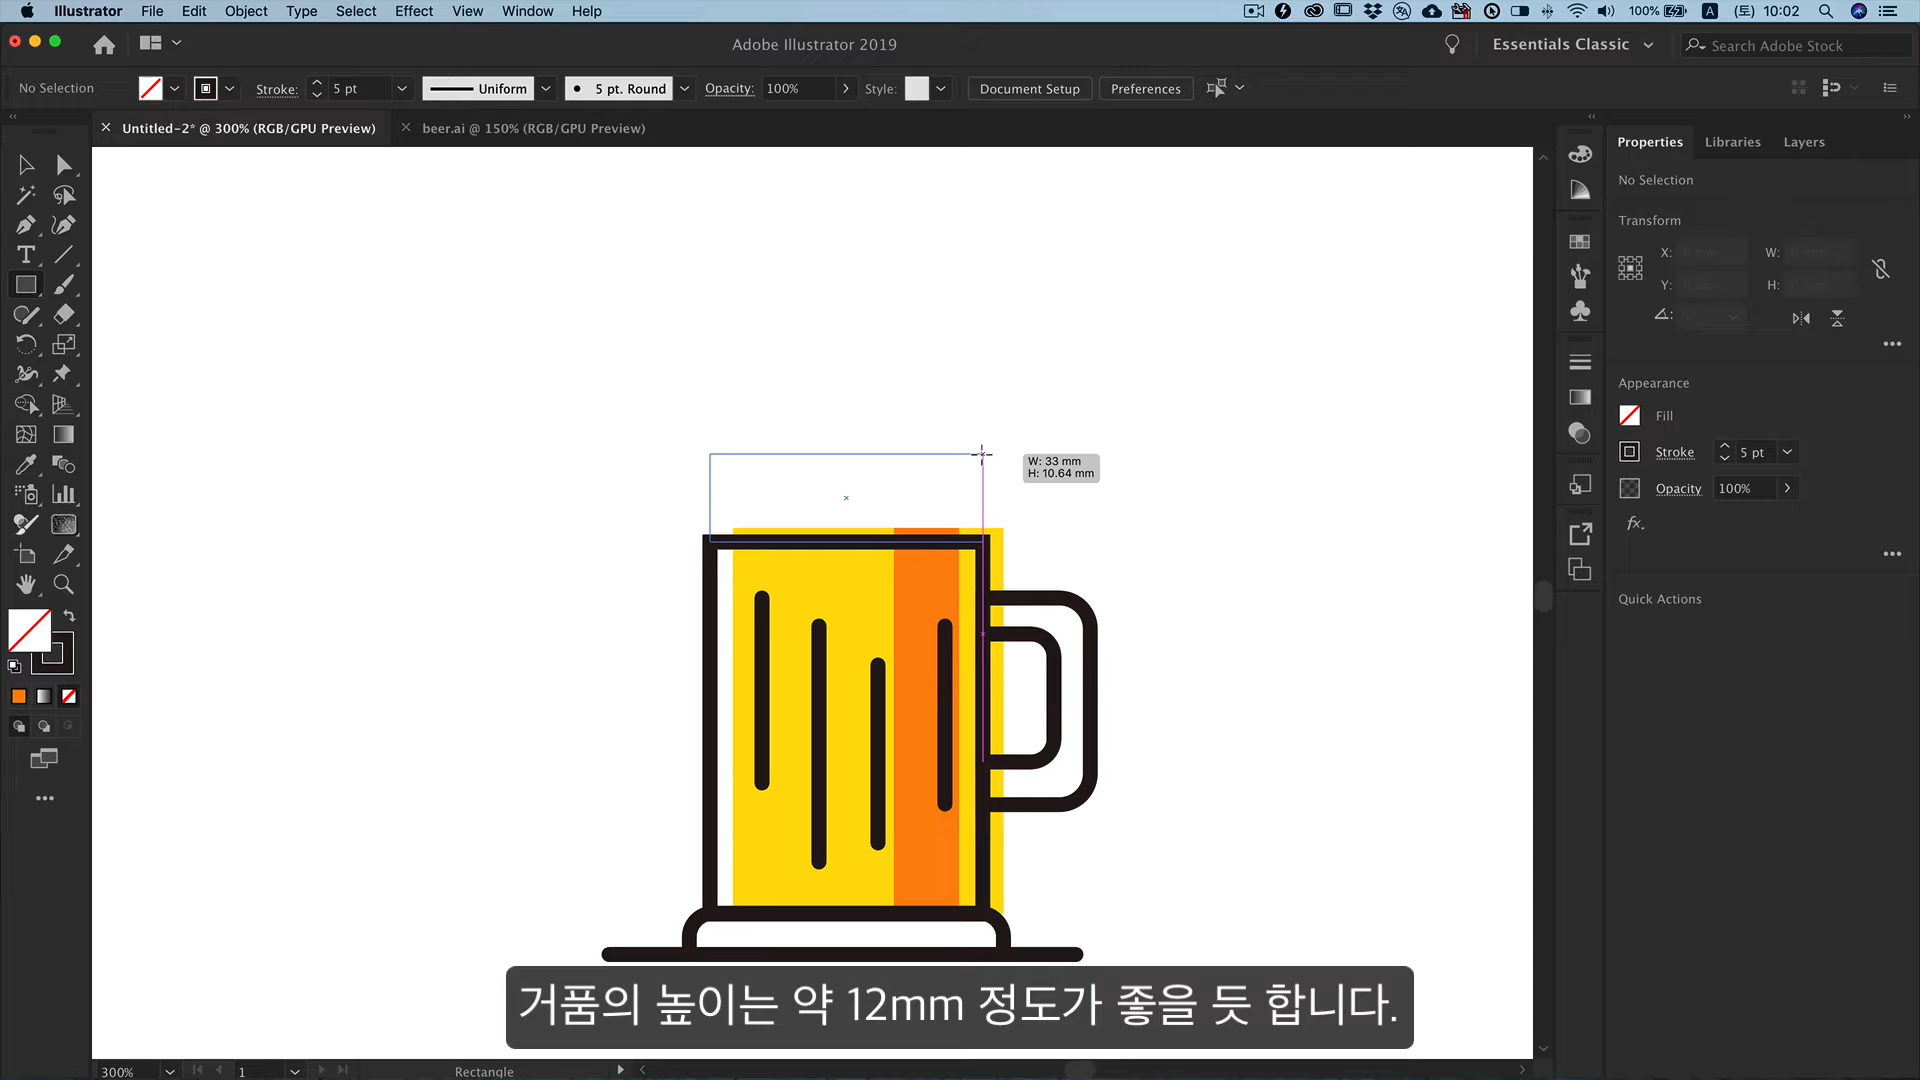 Illustrator File Edit Object Type Select Effect View Window Help
100% A (토) 10:02
Adobe Illustrator 2019
Essentials Classic
Search Adobe Stock
No Selection
Stroke: 5 pt
Uniform
5 pt. Round
Opacity: 100%
Style:
Document Setup
Preferences
Untitled-2* @ 300% (RGB/GPU Preview)
beer.ai @ 150% (RGB/GPU Preview)
Properties Libraries Layers
No Selection
Transform
X: W:
Y: H:
Appearance
Fill
Stroke 5 pt
Opacity 100%
fx.
Quick Actions
W: 33 mm
H: 10.64 mm
거품의 높이는 약 12mm 정도가 좋을 듯 합니다.
300% 1 Rectangle